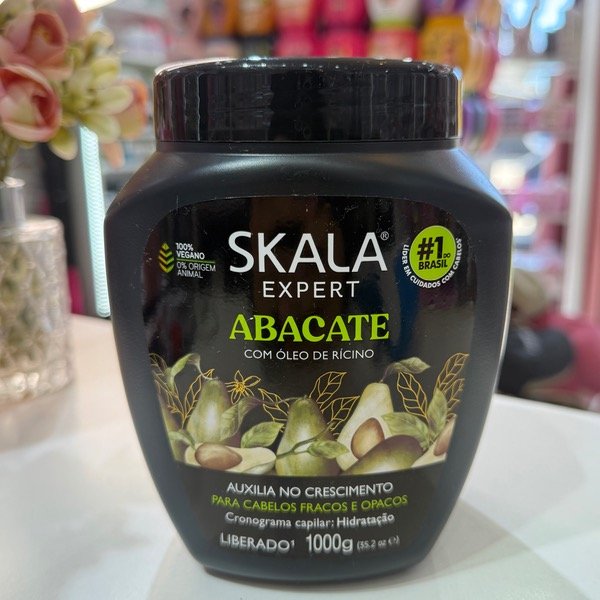 100%
VEGANO
0% ORIGEM
ANIMAL
SKALA®
EXPERT
#1 DO
BRASIL
LÍDER EM CUIDADOS COM CABELOS
ABACATE
COM ÓLEO DE RÍCINO
AUXILIA NO CRESCIMENTO
PARA CABELOS FRACOS E OPACOS
Cronograma capilar: Hidratação
LIBERADO¹ 1000g (35.2 oz ℮)